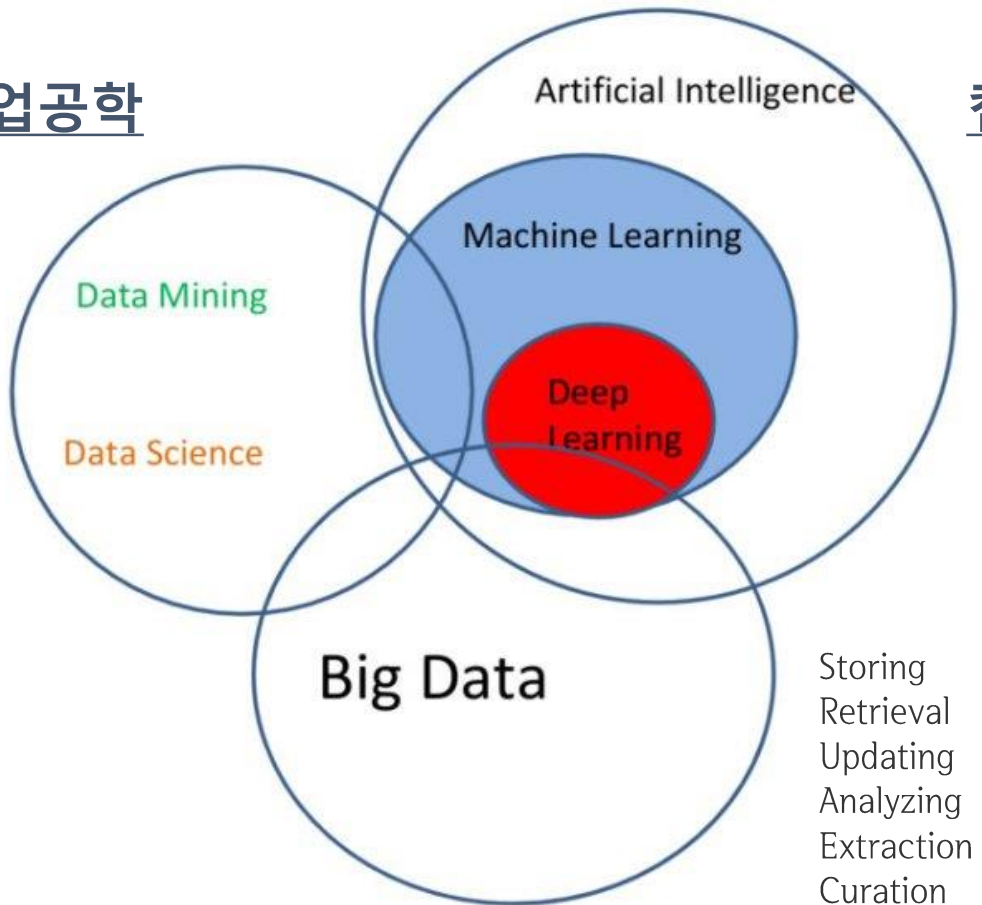 업공학
Artificial Intelligence
Machine Learning
Data Mining
Deep
Learning
Data Science
Big Data
Storing
Retrieval
Updating
Analyzing
Extraction
Curation